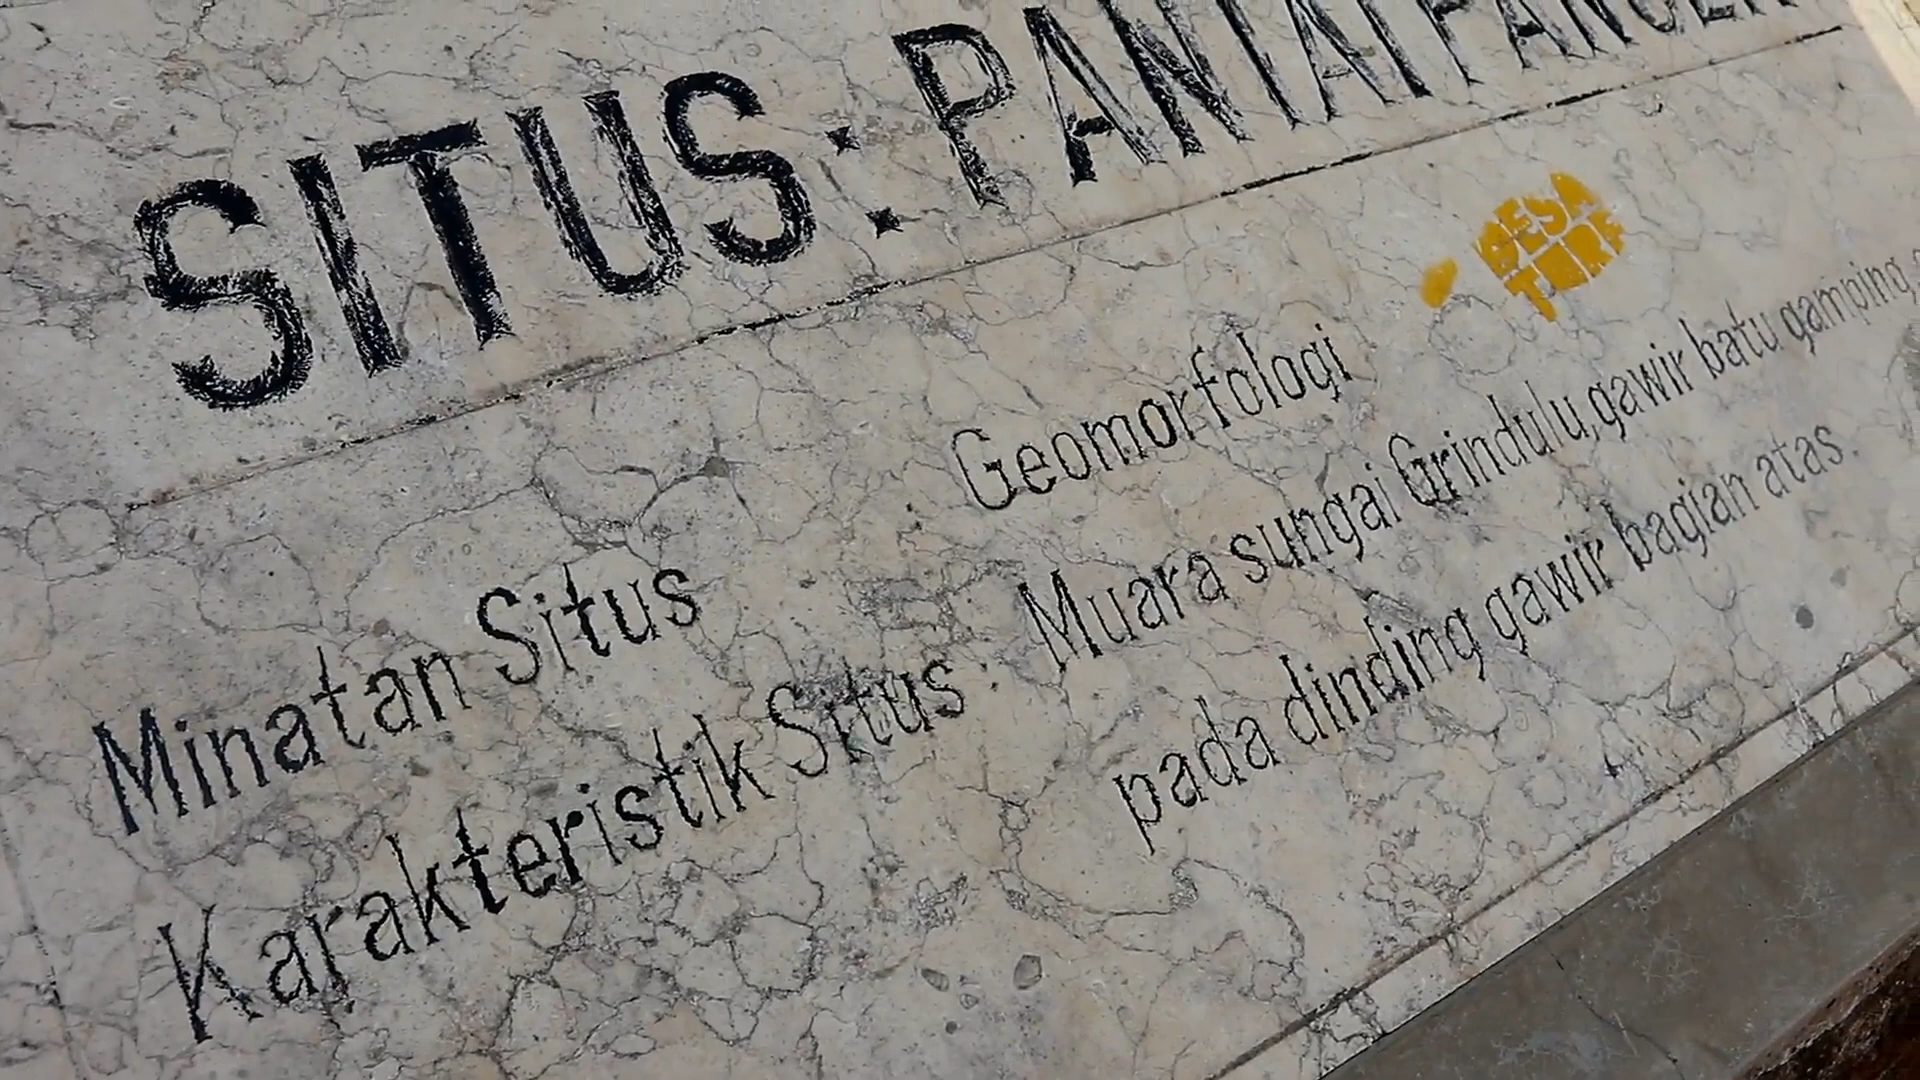 SITUS: PANTAI PANCER
DESA
TURF
Minatan Situs Geomorfologi
Karakteristik Situs: Muara sungai Grindulu, gawir batu gamping,
pada dinding gawir bagian atas.